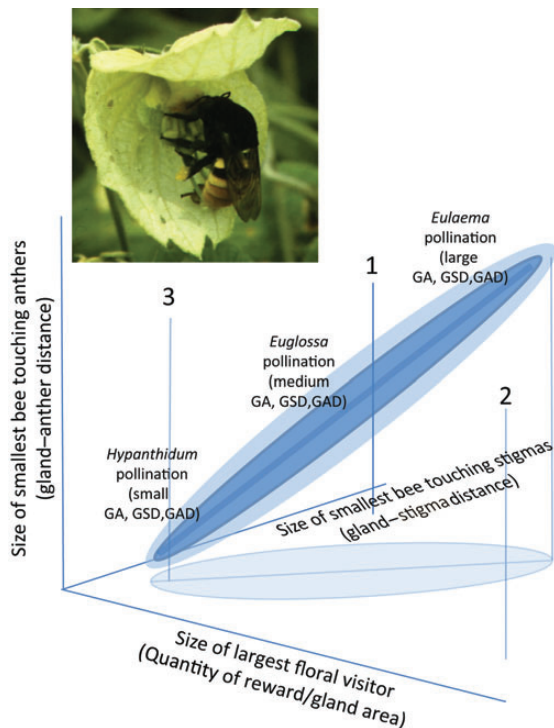 Eulaema
pollination
(large
GA, GSD,GAD)
1
3
Euglossa
pollination
(medium
GA, GSD,GAD)
2
Hypanthidum
pollination
(small
GA, GSD,GAD)
Size of smallest bee touching anthers
(gland–anther distance)
Size of smallest bee touching stigmas
(gland–stigma distance)
Size of largest floral visitor
(Quantity of reward/gland area)